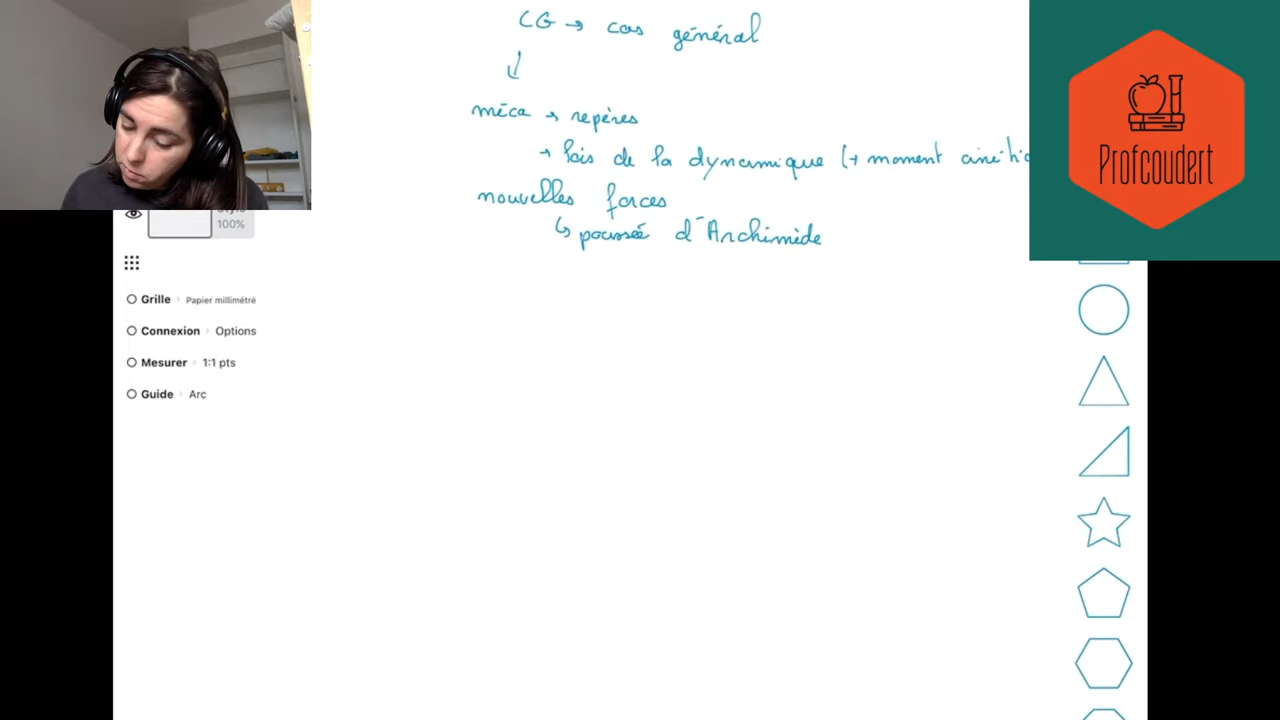 CG → cas général
↓
méca → repères
→ lois de la dynamique (+ moment
nouvelles forces
↳ poussée d'Archimède
Profcoudert
100%
Grille › Papier millimétré
Connexion › Options
Mesurer › 1:1 pts
Guide › Arc